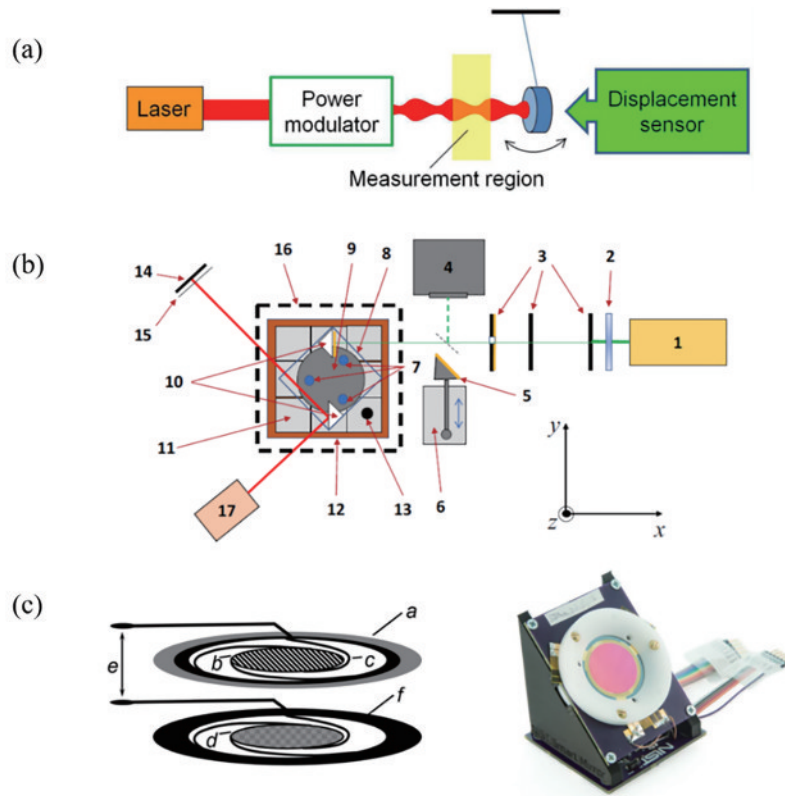 (a)
Laser
Power
modulator
Displacement
sensor
Measurement region
(b)
16 9 8
14
15
4
3
2
1
10
7
5
11
6
17
12
13
y
z
x
(c)
a
b
c
e
f
d
NIST